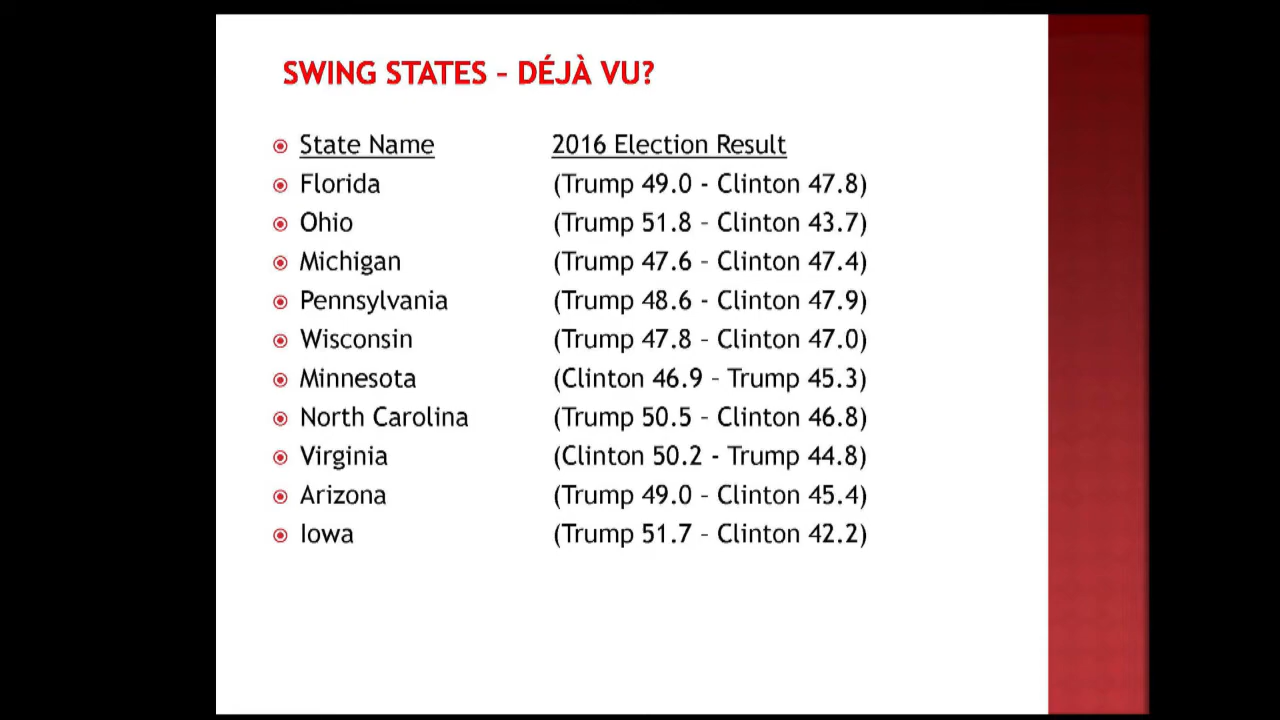 SWING STATES – DÉJÀ VU?
State Name 2016 Election Result
Florida (Trump 49.0 - Clinton 47.8)
Ohio (Trump 51.8 – Clinton 43.7)
Michigan (Trump 47.6 – Clinton 47.4)
Pennsylvania (Trump 48.6 - Clinton 47.9)
Wisconsin (Trump 47.8 – Clinton 47.0)
Minnesota (Clinton 46.9 – Trump 45.3)
North Carolina (Trump 50.5 – Clinton 46.8)
Virginia (Clinton 50.2 - Trump 44.8)
Arizona (Trump 49.0 – Clinton 45.4)
Iowa (Trump 51.7 – Clinton 42.2)